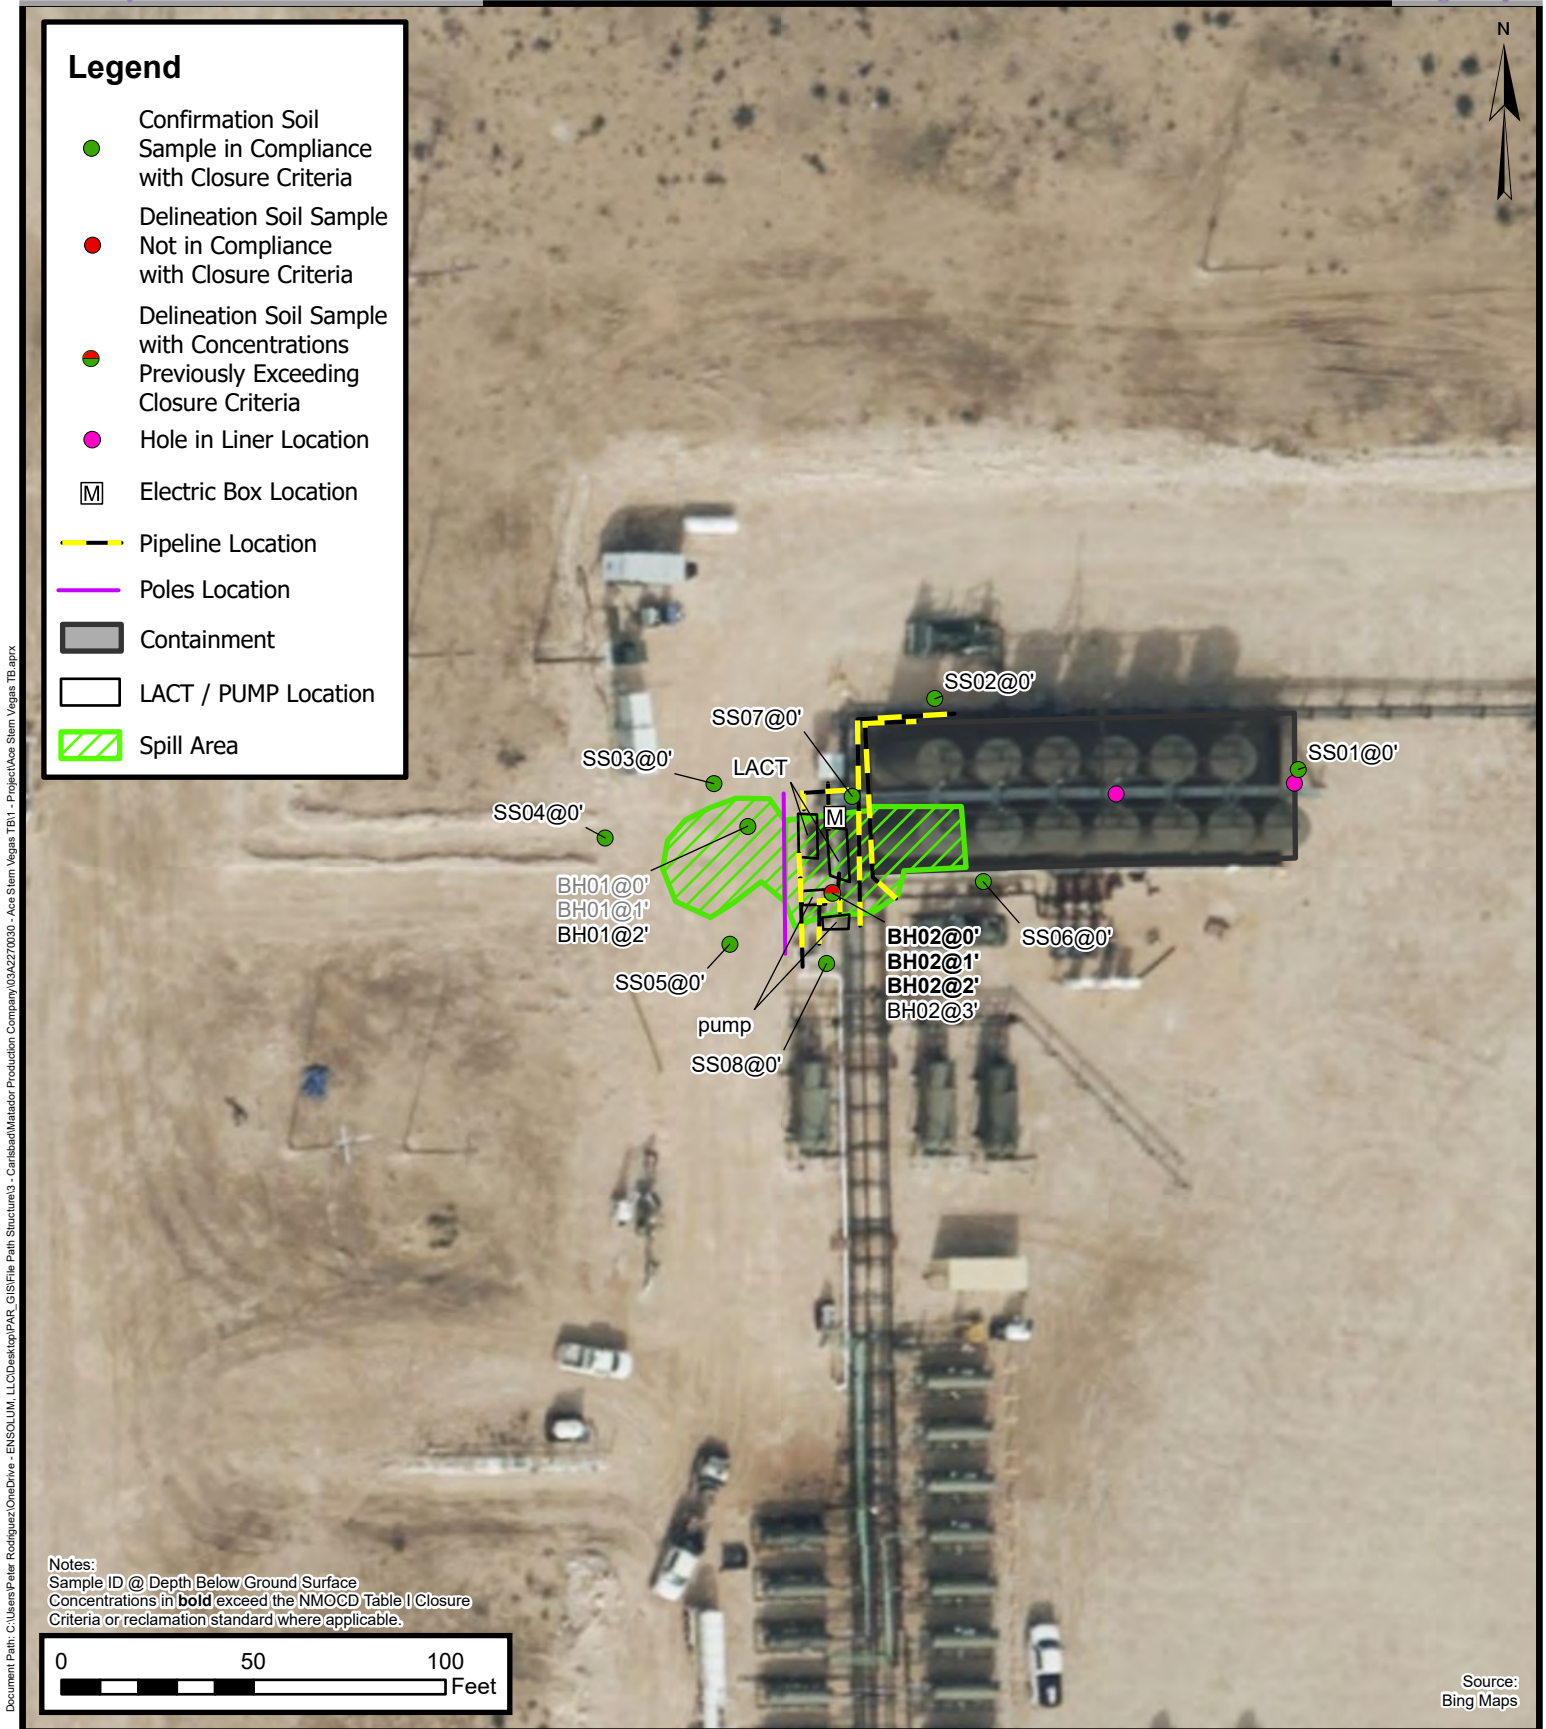 Legend
Confirmation Soil
Sample in Compliance
with Closure Criteria
Delineation Soil Sample
Not in Compliance
with Closure Criteria
Delineation Soil Sample
with Concentrations
Previously Exceeding
Closure Criteria
Hole in Liner Location
M Electric Box Location
Pipeline Location
Poles Location
Containment
LACT / PUMP Location
Spill Area
N
SS02@0'
SS07@0'
SS01@0'
SS03@0'
LACT
SS04@0'
M
BH01@0'
BH01@1'
BH01@2'
BH02@0'
BH02@1'
BH02@2'
BH02@3'
SS06@0'
SS05@0'
pump
SS08@0'
Notes:
Sample ID @ Depth Below Ground Surface
Concentrations in bold exceed the NMOCD Table I Closure
Criteria or reclamation standard where applicable.
0 50 100
Feet
Source:
Bing Maps
Document Path: C:\Users\Peter Rodriguez\OneDrive - ENSOLUM, LLC\Desktop\PAR_GIS\File Path Structure\3 - Carlsbad\Matador Production Company\03A2270030 - Ace Stern Vegas TB\1 - Project\Ace Stern Vegas TB.aprx